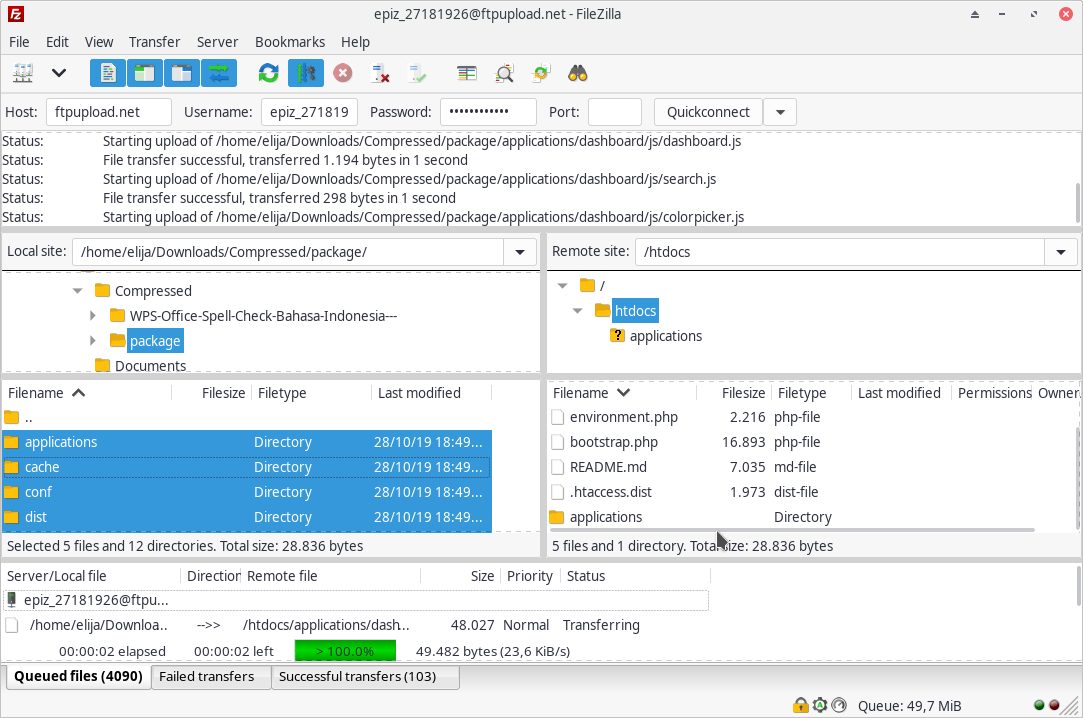 epiz_27181926@ftpupload.net - FileZilla
File Edit View Transfer Server Bookmarks Help
Host: ftpupload.net Username: epiz_271819 Password: •••••••••••• Port: Quickconnect
Status: Starting upload of /home/elija/Downloads/Compressed/package/applications/dashboard/js/dashboard.js
Status: File transfer successful, transferred 1.194 bytes in 1 second
Status: Starting upload of /home/elija/Downloads/Compressed/package/applications/dashboard/js/search.js
Status: File transfer successful, transferred 298 bytes in 1 second
Status: Starting upload of /home/elija/Downloads/Compressed/package/applications/dashboard/js/colorpicker.js
Local site: /home/elija/Downloads/Compressed/package/
Compressed
WPS-Office-Spell-Check-Bahasa-Indonesia---
package
Documents
Remote site: /htdocs
/
htdocs
? applications
Filename Filesize Filetype Last modified
..
applications Directory 28/10/19 18:49...
cache Directory 28/10/19 18:49...
conf Directory 28/10/19 18:49...
dist Directory 28/10/19 18:49...
Selected 5 files and 12 directories. Total size: 28.836 bytes
Filename Filesize Filetype Last modified Permissions Owner
environment.php 2.216 php-file
bootstrap.php 16.893 php-file
README.md 7.035 md-file
.htaccess.dist 1.973 dist-file
applications Directory
5 files and 1 directory. Total size: 28.836 bytes
Server/Local file Direction Remote file Size Priority Status
epiz_27181926@ftpu...
/home/elija/Downloa.. -->> /htdocs/applications/dash... 48.027 Normal Transferring
00:00:02 elapsed 00:00:02 left > 100.0% 49.482 bytes (23,6 KiB/s)
Queued files (4090) Failed transfers Successful transfers (103)
Queue: 49,7 MiB